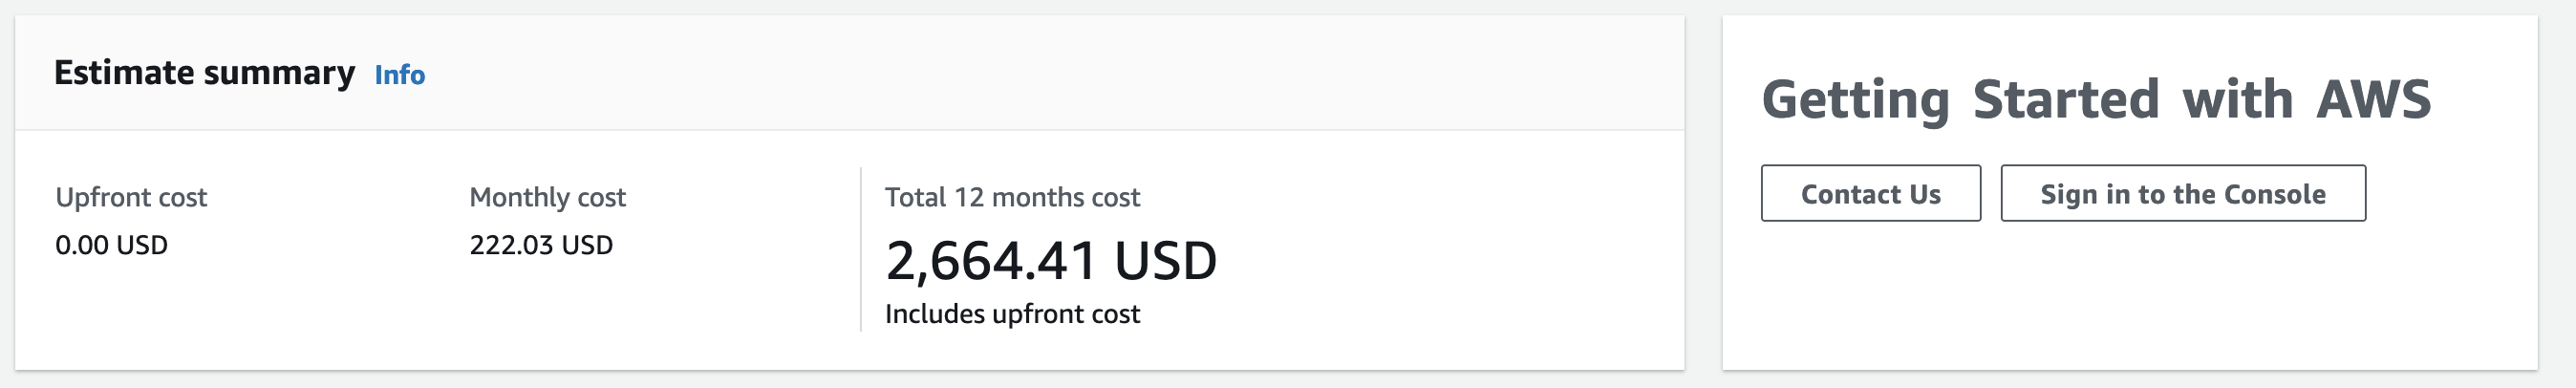 Estimate summary Info
Upfront cost
0.00 USD
Monthly cost
222.03 USD
Total 12 months cost
2,664.41 USD
Includes upfront cost
Getting Started with AWS
Contact Us
Sign in to the Console